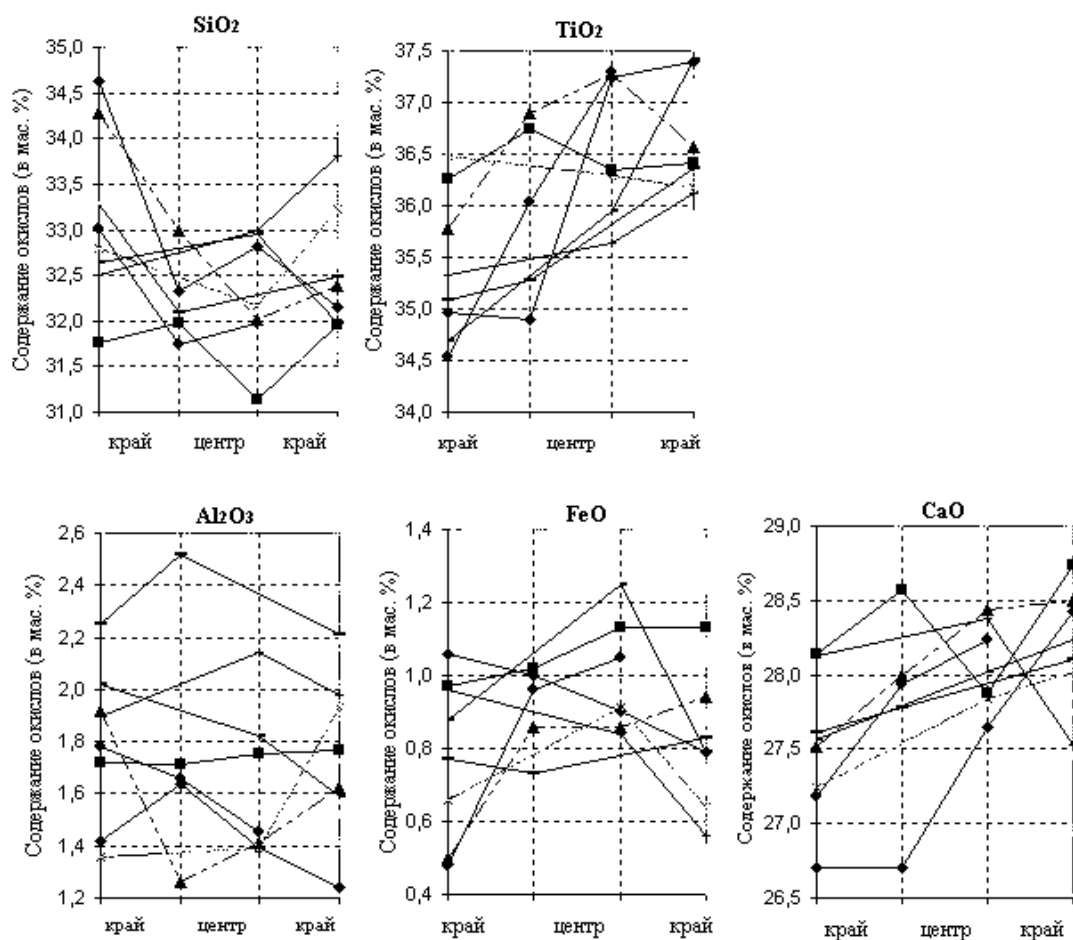 SiO2
Содержание окислов (в мас. %)
35,0
34,5
34,0
33,5
33,0
32,5
32,0
31,5
31,0
край центр край
TiO2
Содержание окислов (в мас. %)
37,5
37,0
36,5
36,0
35,5
35,0
34,5
34,0
край центр край
Al2O3
Содержание окислов (в мас. %)
2,6
2,4
2,2
2,0
1,8
1,6
1,4
1,2
край центр край
FeO
Содержание окислов (в мас. %)
1,4
1,2
1,0
0,8
0,6
0,4
край центр край
CaO
Содержание окислов (в мас. %)
29,0
28,5
28,0
27,5
27,0
26,5
край центр край